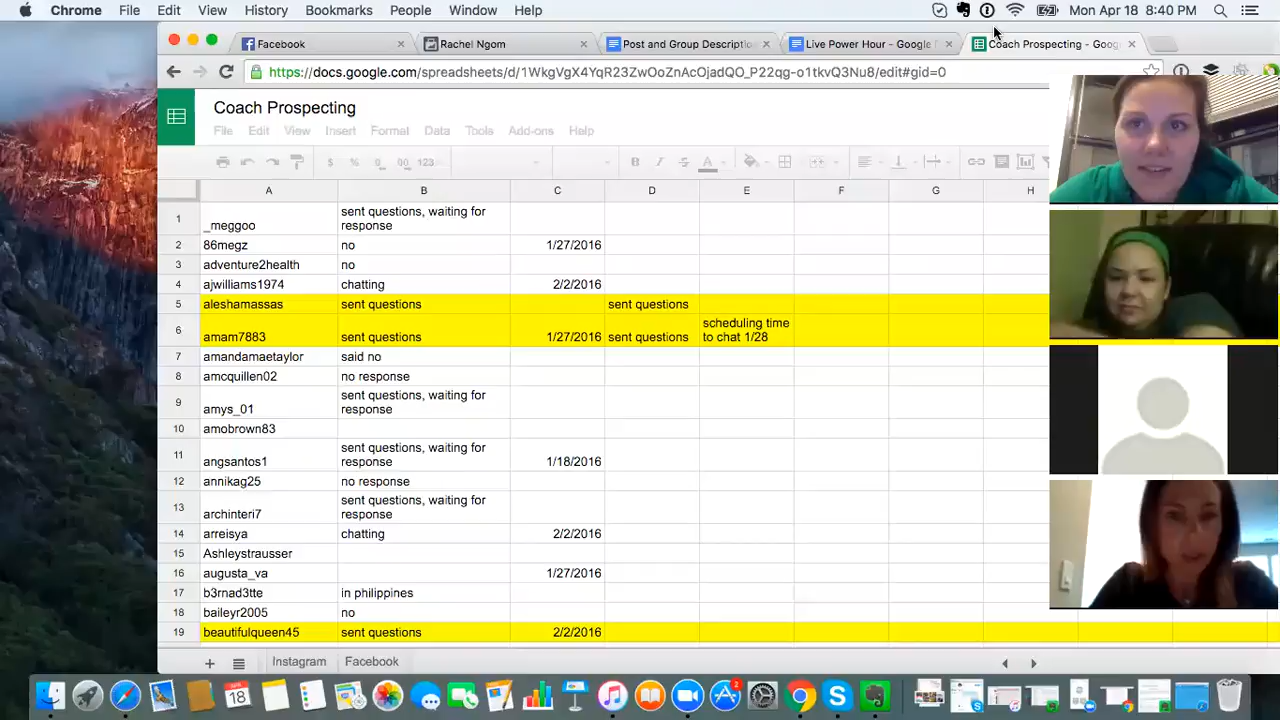 Chrome File Edit View History Bookmarks People Window Help Mon Apr 18 8:40 PM
Facebook Rachel Ngom Post and Group Descriptio Live Power Hour - Google Coach Prospecting - Goog
https://docs.google.com/spreadsheets/d/1WkgVgX4YqR23ZwOoZnAcOjadQO_P22qg-o1tkvQ3Nu8/edit#gid=0
Coach Prospecting
File Edit View Insert Format Data Tools Add-ons Help
$ % .0 .00 123 B I S A
A B C D E F G H
1 _meggoo sent questions, waiting for
response
2 86megz no 1/27/2016
3 adventure2health no
4 ajwilliams1974 chatting 2/2/2016
5 aleshamassas sent questions sent questions
6 amam7883 sent questions 1/27/2016 sent questions scheduling time
to chat 1/28
7 amandamaetaylor said no
8 amcquillen02 no response
9 amys_01 sent questions, waiting for
response
10 amobrown83
11 angsantos1 sent questions, waiting for
response 1/18/2016
12 annikag25 no response
13 archinteri7 sent questions, waiting for
response
14 arreisya chatting 2/2/2016
15 Ashleystrausser
16 augusta_va 1/27/2016
17 b3rnad3tte in philippines
18 baileyr2005 no
19 beautifulqueen45 sent questions 2/2/2016
+ Instagram Facebook
18 2